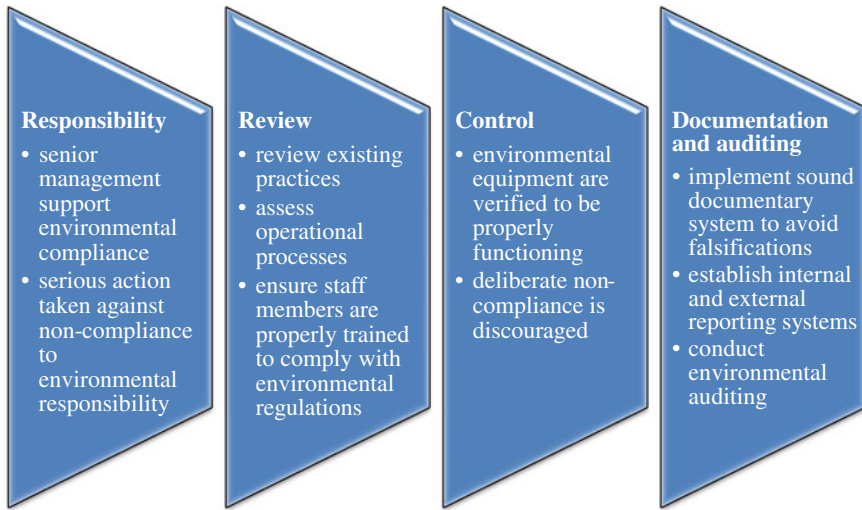 Responsibility
• senior
management
support
environmental
compliance
• serious action
taken against
non-compliance
to
environmental
responsibility
Review
• review existing
practices
• assess
operational
processes
• ensure staff
members are
properly trained
to comply with
environmental
regulations
Control
• environmental
equipment are
verified to be
properly
functioning
• deliberate non-
compliance is
discouraged
Documentation
and auditing
• implement sound
documentary
system to avoid
falsifications
• establish internal
and external
reporting systems
• conduct
environmental
auditing